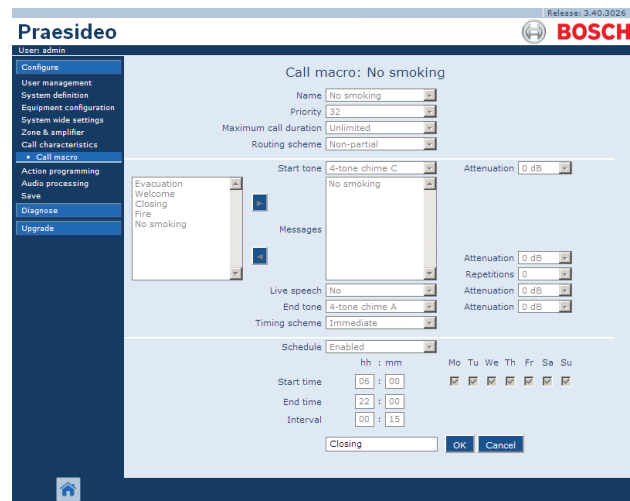 Release: 3.40.3026
Praesideo
BOSCH
User: admin
Configure
User management
System definition
Equipment configuration
System wide settings
Zone & amplifier
Call characteristics
• Call macro
Action programming
Audio processing
Save
Diagnose
Upgrade
Call macro: No smoking
Name No smoking
Priority 32
Maximum call duration Unlimited
Routing scheme Non-partial
Start tone 4-tone chime C Attenuation 0 dB
Evacuation
Welcome
Closing
Fire
No smoking
Messages
No smoking
Attenuation 0 dB
Repetitions 0
Live speech No Attenuation 0 dB
End tone 4-tone chime A Attenuation 0 dB
Timing scheme Immediate
Schedule Enabled
hh : mm Mo Tu We Th Fr Sa Su
Start time 06 : 00
End time 22 : 00
Interval 00 : 15
Closing OK Cancel